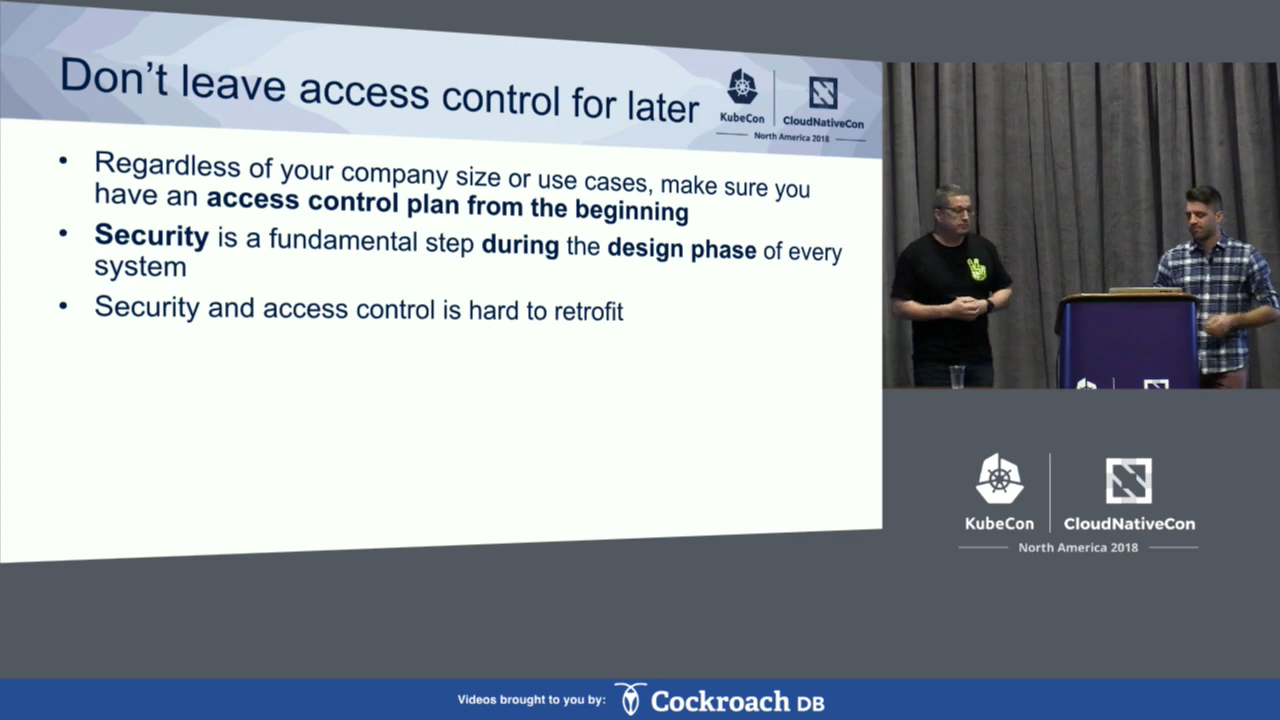 Don't leave access control for later
KubeCon
CloudNativeCon
North America 2018
• Regardless of your company size or use cases, make sure you
have an access control plan from the beginning
• Security is a fundamental step during the design phase of every
system
• Security and access control is hard to retrofit
KubeCon
CloudNativeCon
North America 2018
Videos brought to you by:
Cockroach DB